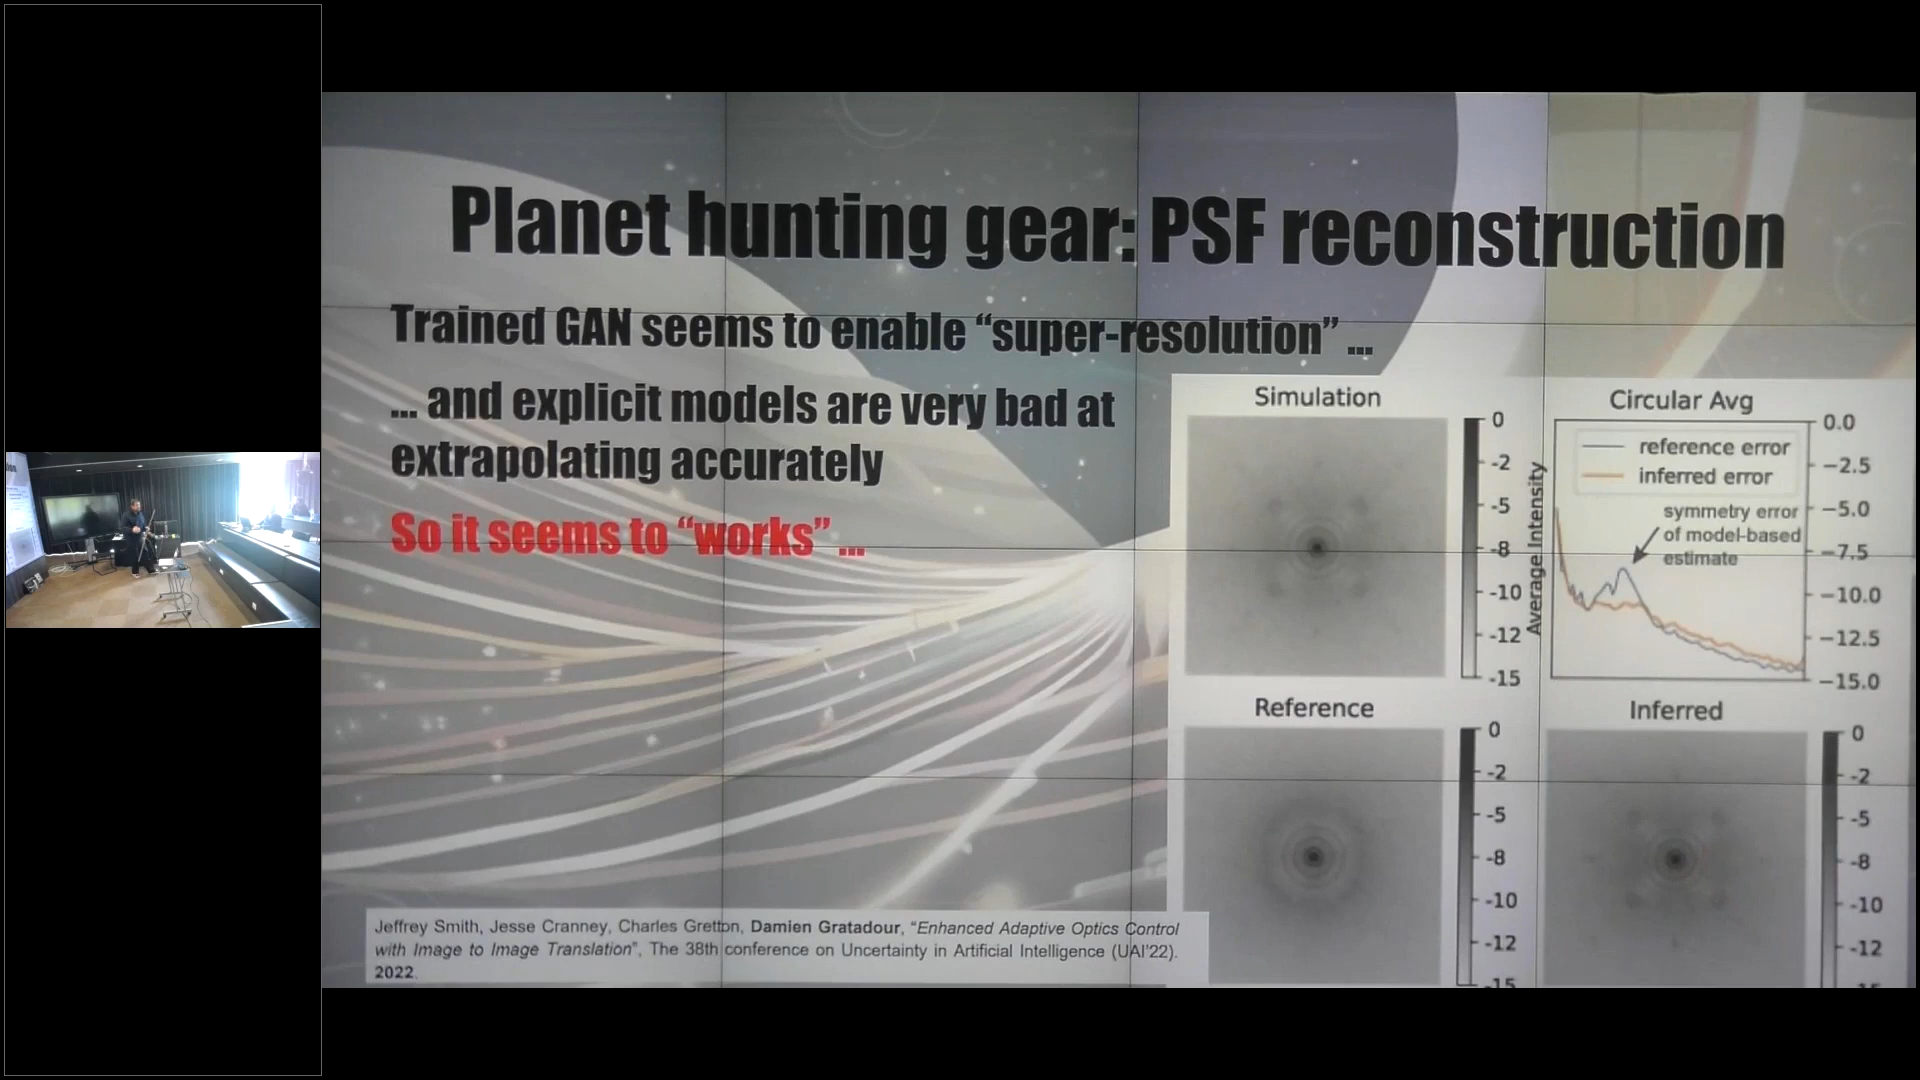 Planet hunting gear: PSF reconstruction
Trained GAN seems to enable “super-resolution” ...
... and explicit models are very bad at
extrapolating accurately
So it seems to “works” ...
Simulation
0
-2
-5
-8
-10
-12
-15
Circular Avg
Average Intensity
reference error
inferred error
symmetry error
of model-based
estimate
0.0
−2.5
−5.0
−7.5
−10.0
−12.5
−15.0
Reference
0
-2
-5
-8
-10
-12
-15
Inferred
0
-2
-5
-8
-10
-12
Jeffrey Smith, Jesse Cranney, Charles Gretton, Damien Gratadour, “Enhanced Adaptive Optics Control
with Image to Image Translation”, The 38th conference on Uncertainty in Artificial Intelligence (UAI’22).
2022.